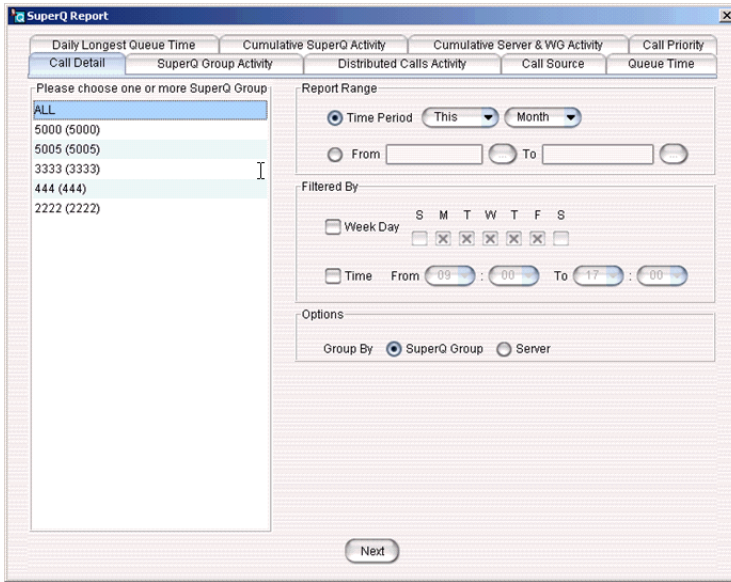 SuperQ Report
Daily Longest Queue Time Cumulative SuperQ Activity Cumulative Server & WG Activity Call Priority
Call Detail SuperQ Group Activity Distributed Calls Activity Call Source Queue Time
Please choose one or more SuperQ Group
ALL
5000 (5000)
5005 (5005)
3333 (3333)
444 (444)
2222 (2222)
Report Range
Time Period This Month
From ... To ...
Filtered By
Week Day S M T W T F S
Time From 09 : 00 To 17 : 00
Options
Group By SuperQ Group Server
Next